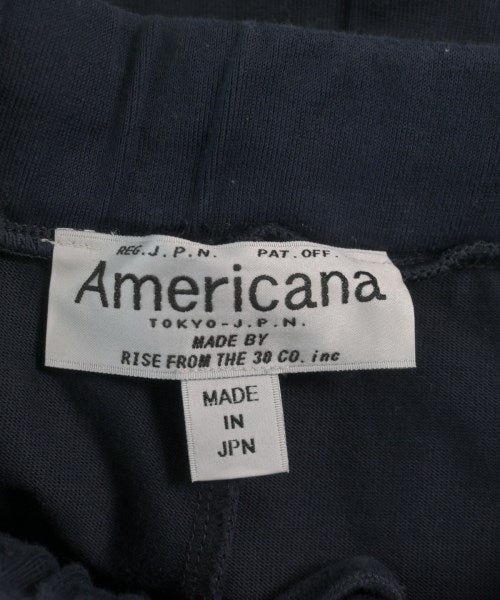 REG.J.P.N. PAT.OFF.
Americana
TOKYO-J.P.N.
MADE BY
RISE FROM THE 30 CO. inc
MADE
IN
JPN